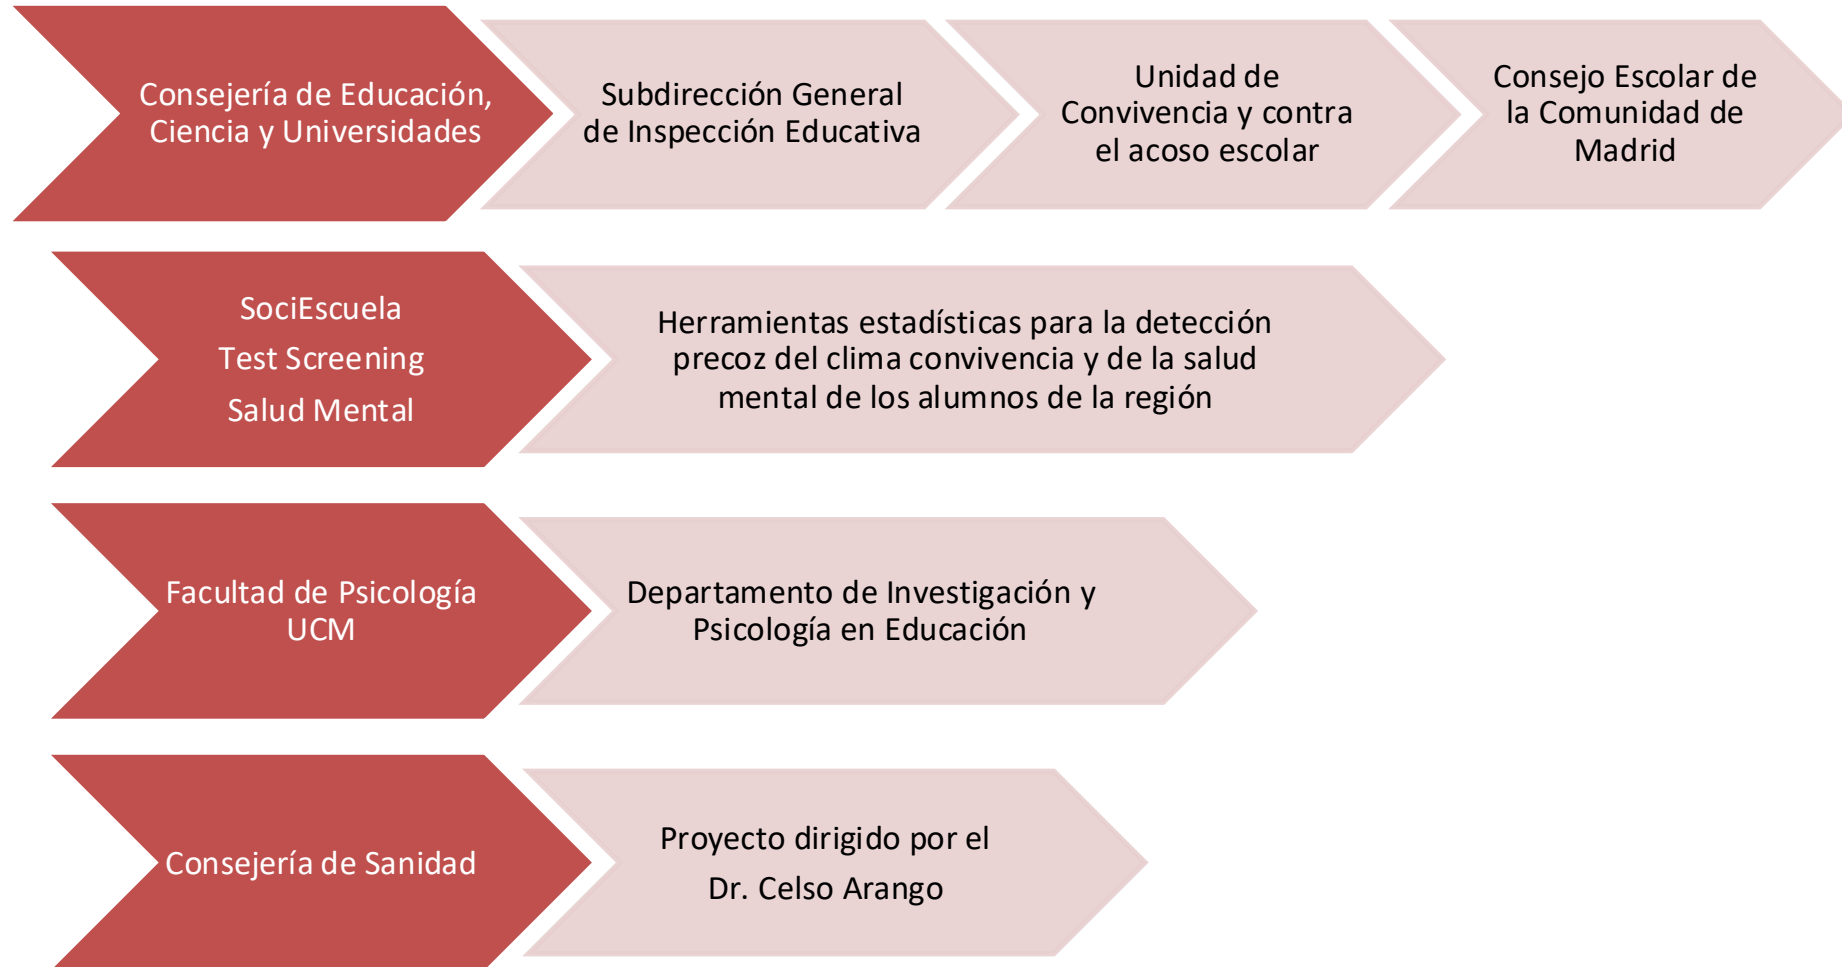 Consejería de Educación,
Ciencia y Universidades
Subdirección General
de Inspección Educativa
Unidad de
Convivencia y contra
el acoso escolar
Consejo Escolar de
la Comunidad de
Madrid
SociEscuela
Test Screening
Salud Mental
Herramientas estadísticas para la detección
precoz del clima convivencia y de la salud
mental de los alumnos de la región
Facultad de Psicología
UCM
Departamento de Investigación y
Psicología en Educación
Consejería de Sanidad
Proyecto dirigido por el
Dr. Celso Arango